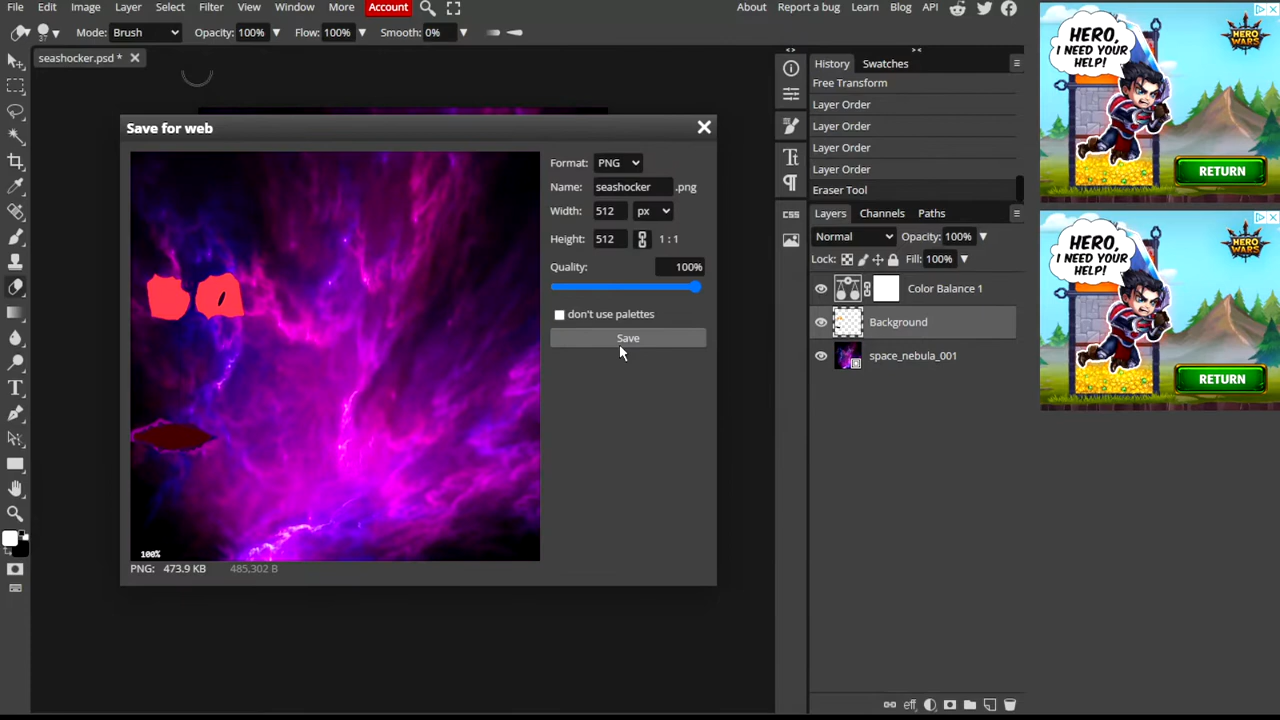 File Edit Image Layer Select Filter View Window More Account About Report a bug Learn Blog API
37 Mode: Brush Opacity: 100% Flow: 100% Smooth: 0%
seashocker.psd *
Save for web
Format: PNG
Name: seashocker .png
Width: 512 px
Height: 512 1 : 1
Quality: 100%
don't use palettes
Save
100%
PNG: 473.9 KB 485,302 B
History Swatches
Free Transform
Layer Order
Layer Order
Layer Order
Layer Order
Eraser Tool
CSS
Layers Channels Paths
Normal Opacity: 100%
Lock: Fill: 100%
Color Balance 1
Background
space_nebula_001
eff
HERO,
I NEED YOUR
HELP!
HERO WARS
RETURN
HERO,
I NEED YOUR
HELP!
HERO WARS
RETURN